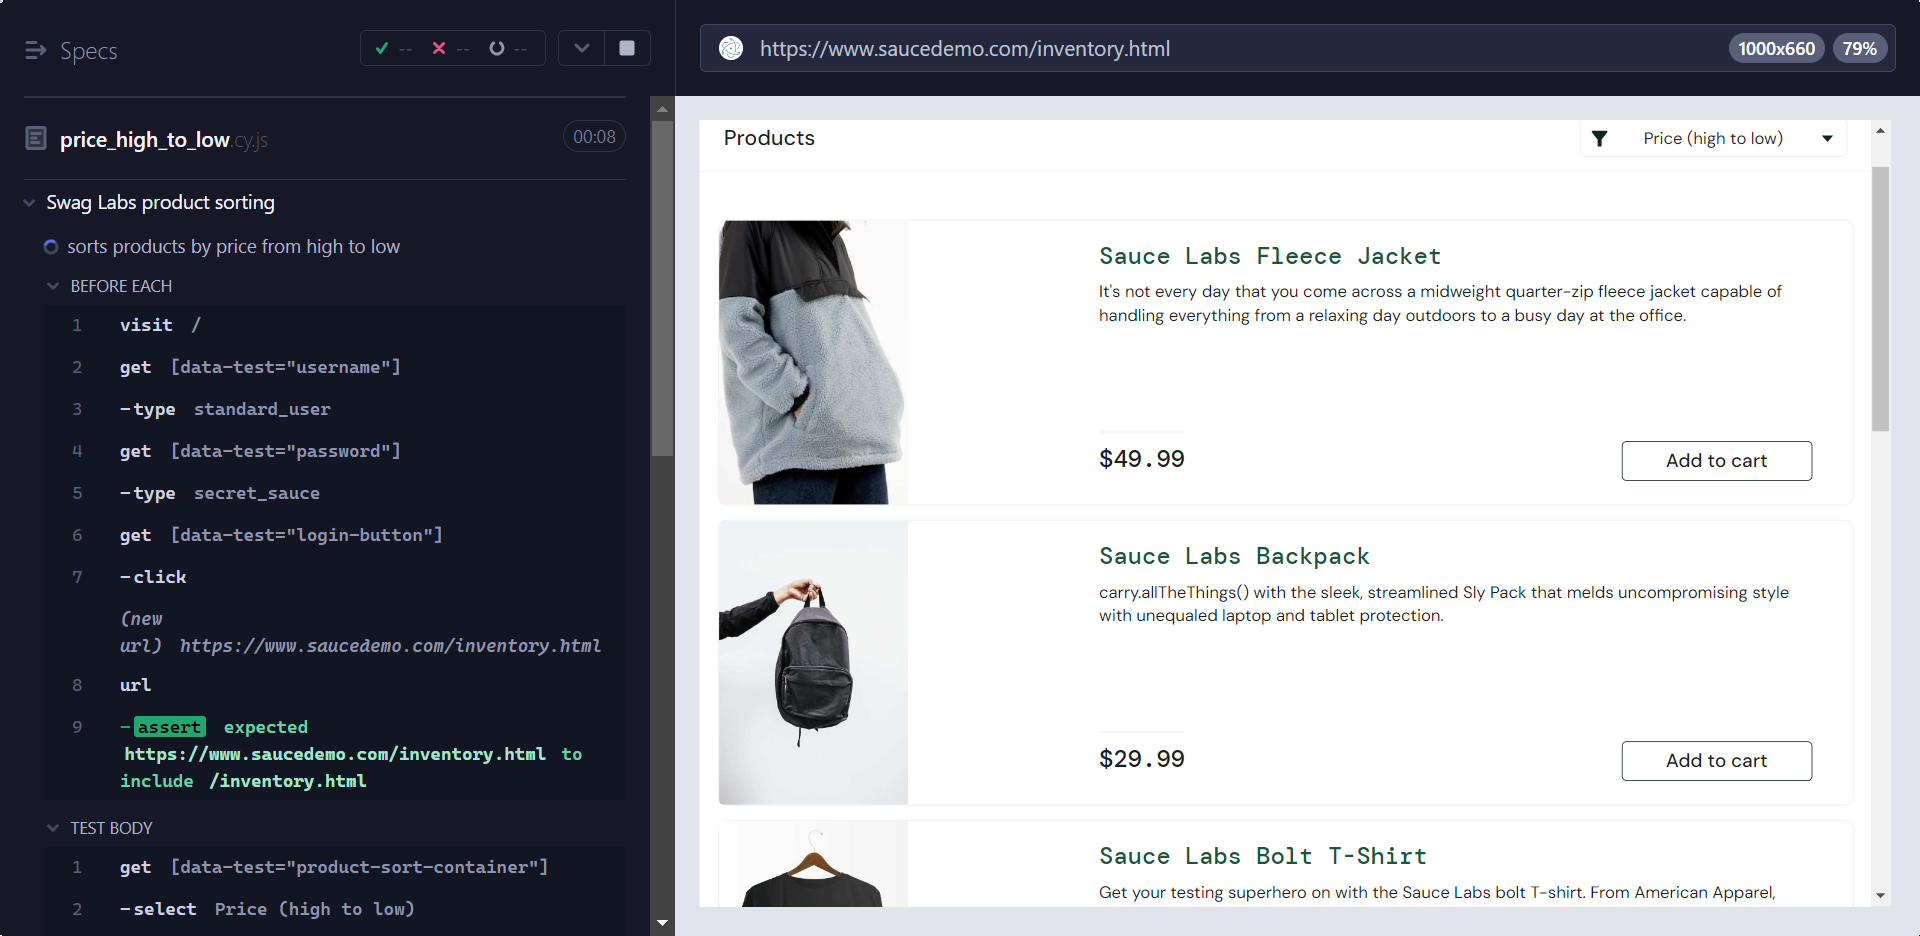 Specs
-- -- --
price_high_to_low.cy.js
00:08
Swag Labs product sorting
sorts products by price from high to low
BEFORE EACH
1 visit /
2 get [data-test="username"]
3 -type standard_user
4 get [data-test="password"]
5 -type secret_sauce
6 get [data-test="login-button"]
7 -click
(new
url) https://www.saucedemo.com/inventory.html
8 url
9 -assert expected
https://www.saucedemo.com/inventory.html to
include /inventory.html
TEST BODY
1 get [data-test="product-sort-container"]
2 -select Price (high to low)
https://www.saucedemo.com/inventory.html
1000x660
79%
Products
Price (high to low)
Sauce Labs Fleece Jacket
It's not every day that you come across a midweight quarter-zip fleece jacket capable of
handling everything from a relaxing day outdoors to a busy day at the office.
$49.99
Add to cart
Sauce Labs Backpack
carry.allTheThings() with the sleek, streamlined Sly Pack that melds uncompromising style
with unequaled laptop and tablet protection.
$29.99
Add to cart
Sauce Labs Bolt T-Shirt
Get your testing superhero on with the Sauce Labs bolt T-shirt. From American Apparel,